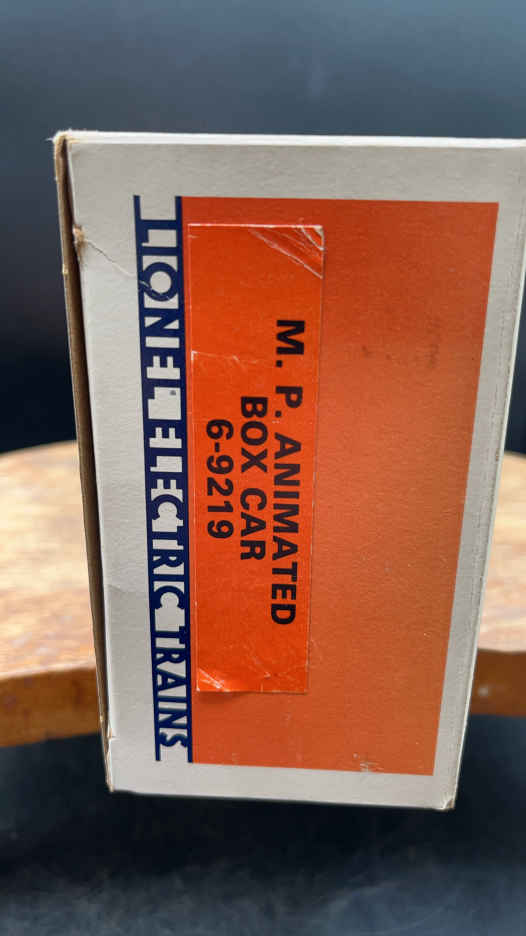 M. P. ANIMATED
BOX CAR
6-9219
LIONEL ELECTRIC TRAINS